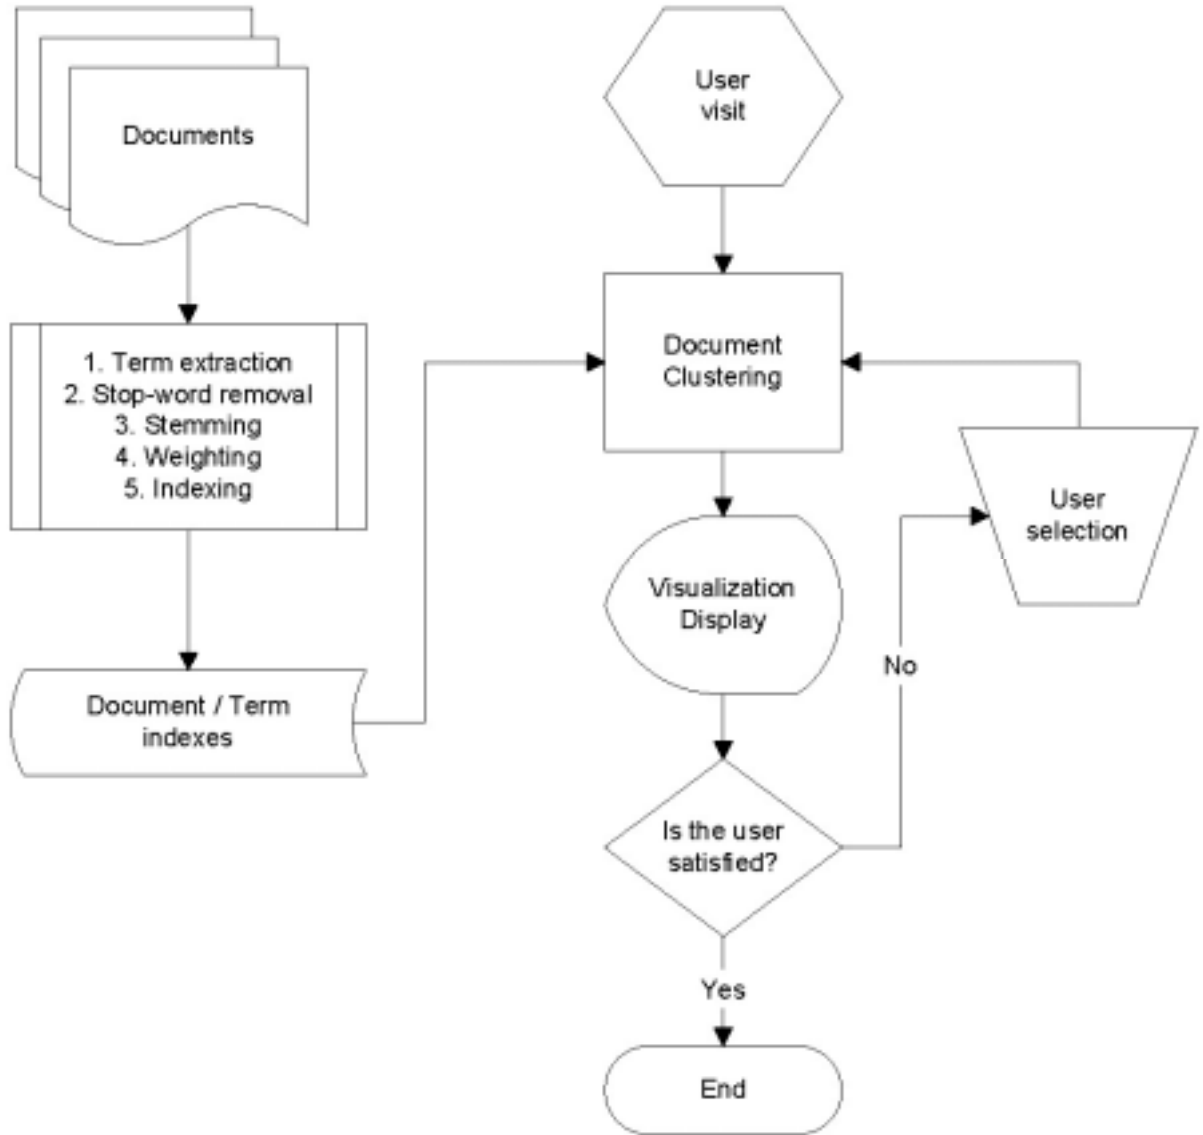 Documents
1. Term extraction
2. Stop-word removal
3. Stemming
4. Weighting
5. Indexing
Document / Term
indexes
User
visit
Document
Clustering
Visualization
Display
Is the user
satisfied?
Yes
End
No
User
selection